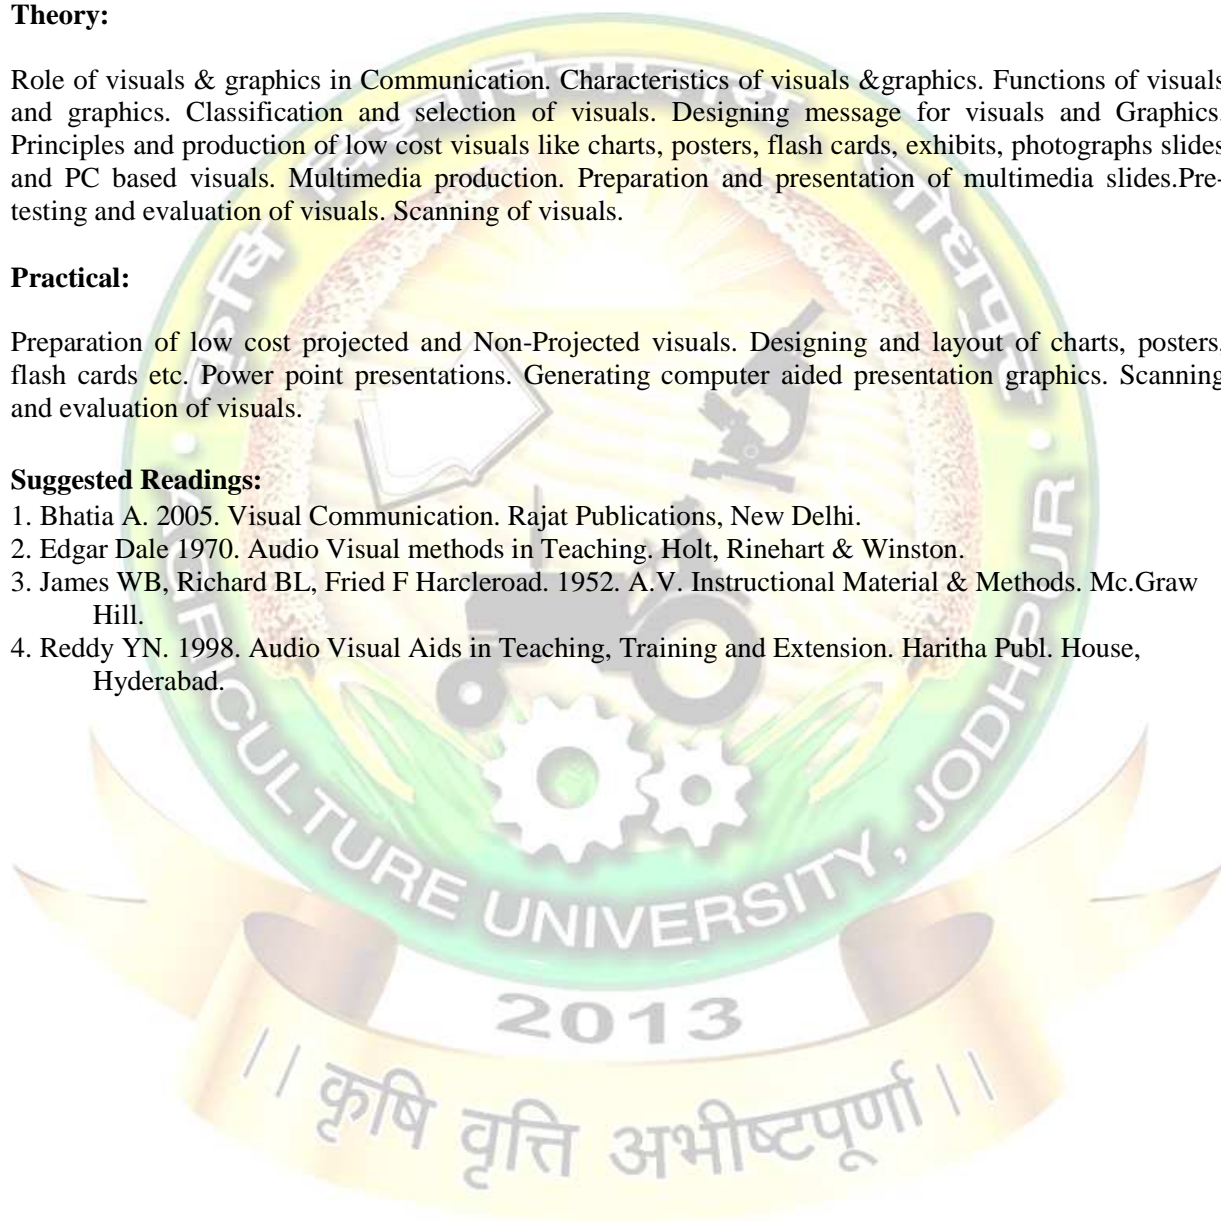 Theory:
Role of visuals & graphics in Communication. Characteristics of visuals &graphics. Functions of visuals
and graphics. Classification and selection of visuals. Designing message for visuals and Graphics.
Principles and production of low cost visuals like charts, posters, flash cards, exhibits, photographs slides
and PC based visuals. Multimedia production. Preparation and presentation of multimedia slides.Pre-
testing and evaluation of visuals. Scanning of visuals.
Practical:
Preparation of low cost projected and Non-Projected visuals. Designing and layout of charts, posters,
flash cards etc. Power point presentations. Generating computer aided presentation graphics. Scanning
and evaluation of visuals.
Suggested Readings:
1. Bhatia A. 2005. Visual Communication. Rajat Publications, New Delhi.
2. Edgar Dale 1970. Audio Visual methods in Teaching. Holt, Rinehart & Winston.
3. James WB, Richard BL, Fried F Harcleroad. 1952. A.V. Instructional Material & Methods. Mc.Graw
Hill.
4. Reddy YN. 1998. Audio Visual Aids in Teaching, Training and Extension. Haritha Publ. House,
Hyderabad.
कृषि विश्वविद्यालय जोधपुर
AGRICULTURE UNIVERSITY, JODHPUR
2013
|| कृषि वृत्ति अभीष्टपूर्णा ||